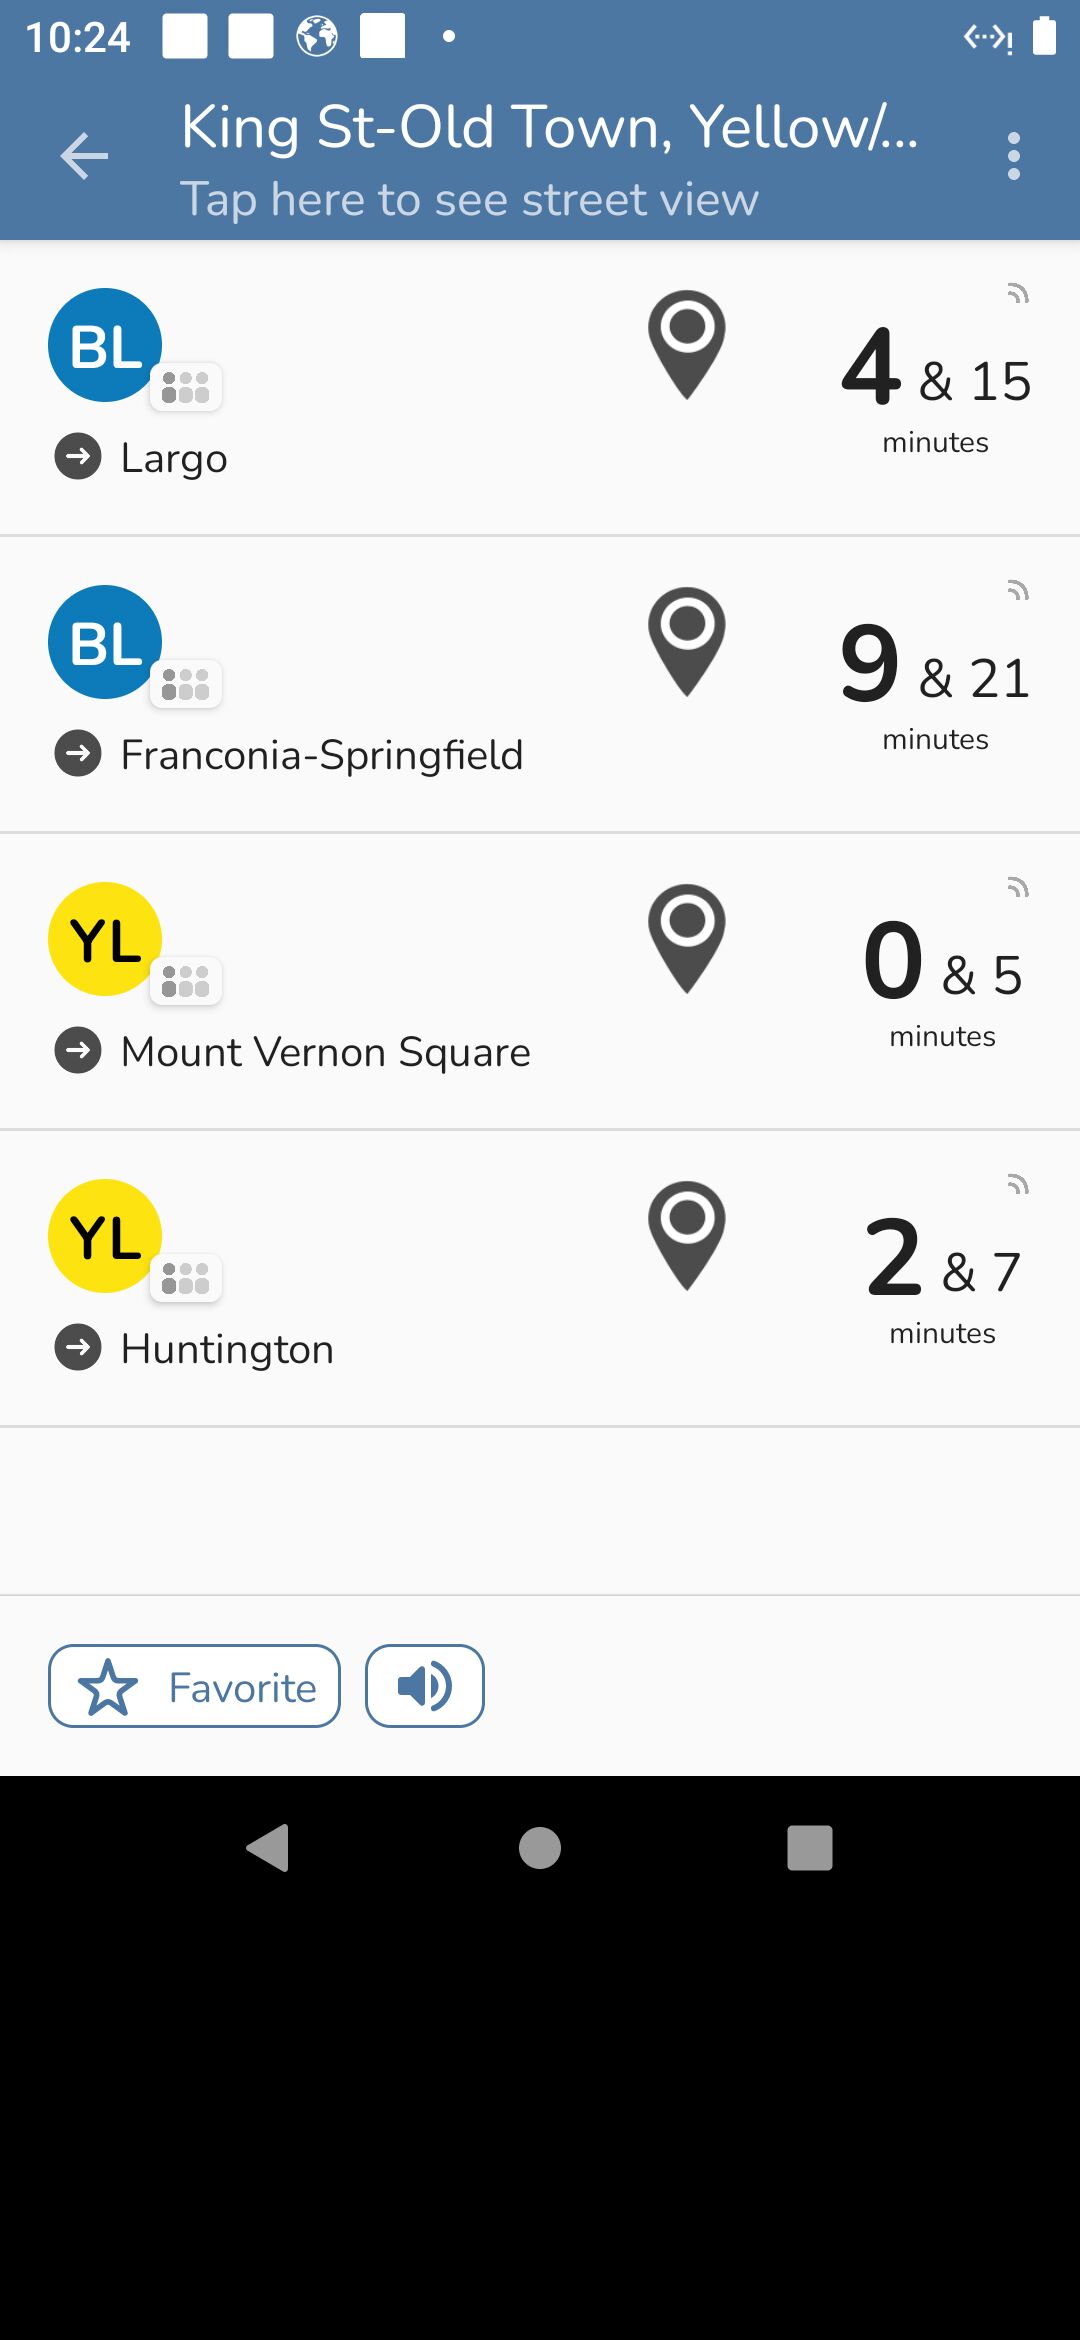 10:24
King St-Old Town, Yellow/...
Tap here to see street view
BL
4 & 15
minutes
Largo
BL
9 & 21
minutes
Franconia-Springfield
YL
0 & 5
minutes
Mount Vernon Square
YL
2 & 7
minutes
Huntington
Favorite